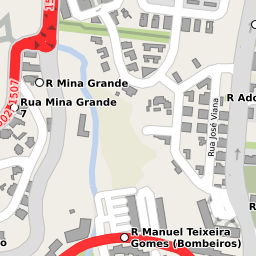 R Mina Grande
Rua Mina Grande
7
R Ado
Rua José Viana
R Manuel Teixeira
Gomes (Bombeiros)
o